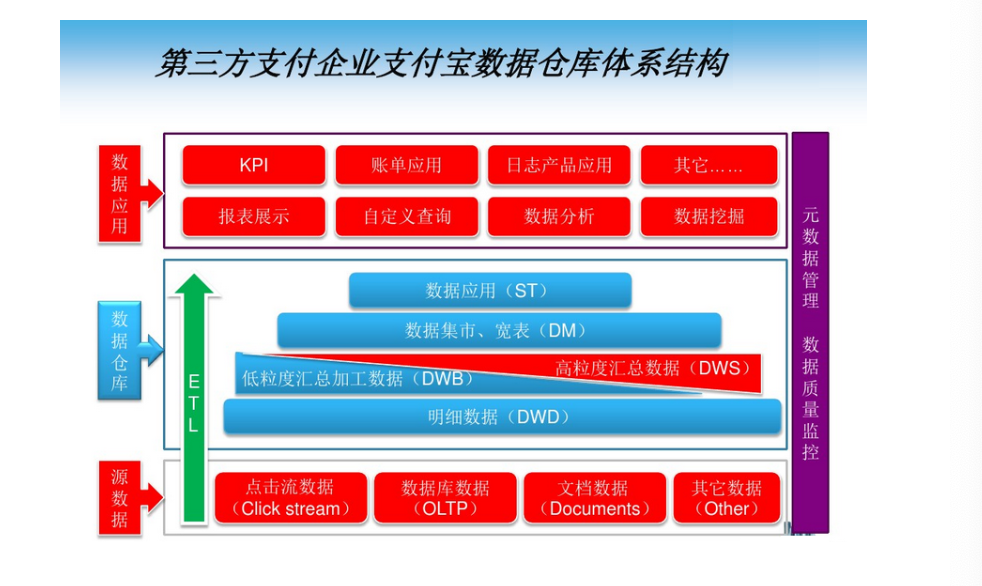 第三方支付企业支付宝数据仓库体系结构
数据应用
KPI
账单应用
日志产品应用
其它……
报表展示
自定义查询
数据分析
数据挖掘
数据仓库
ETL
数据应用（ST）
数据集市、宽表（DM）
高粒度汇总数据（DWS）
低粒度汇总加工数据（DWB）
明细数据（DWD）
源数据
点击流数据
（Click stream）
数据库数据
（OLTP）
文档数据
（Documents）
其它数据
（Other）
元数据管理 数据质量监控